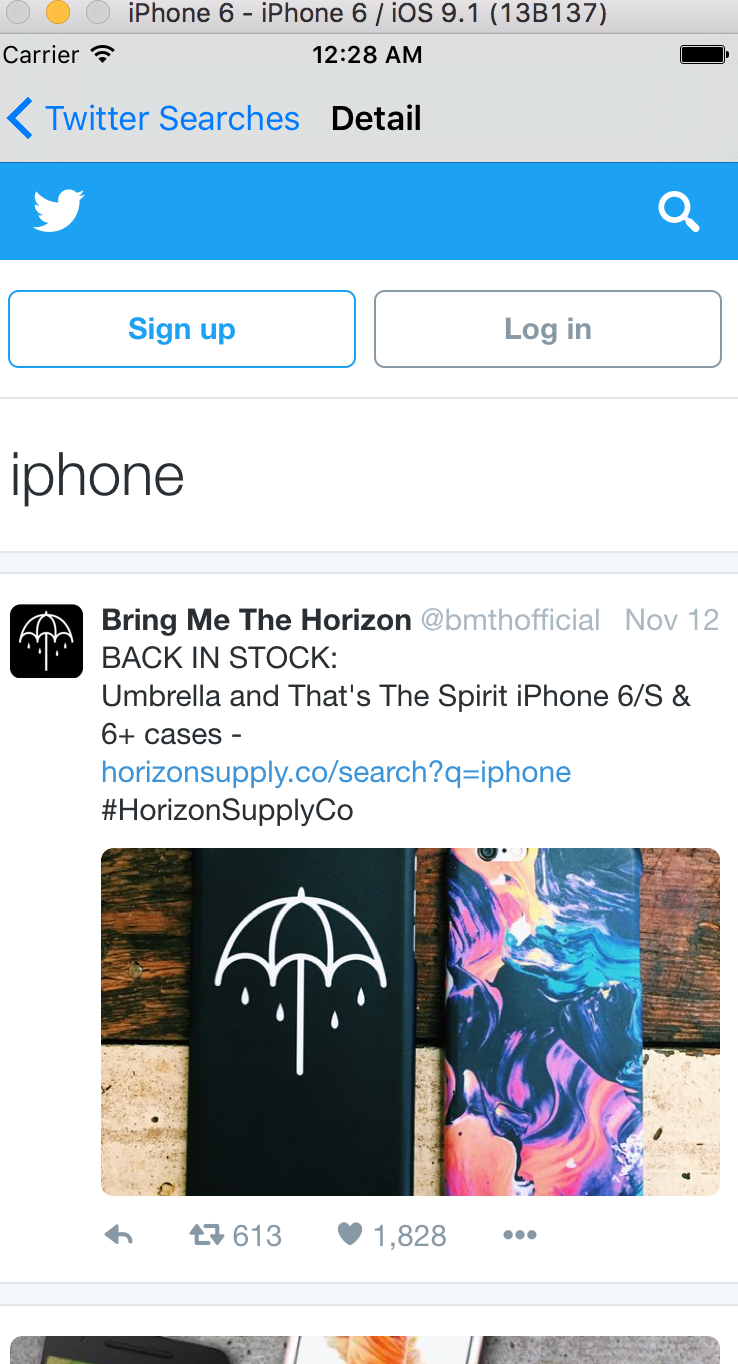 iPhone 6 - iPhone 6 / iOS 9.1 (13B137)
Carrier 12:28 AM
Twitter Searches Detail
Sign up Log in
iphone
Bring Me The Horizon @bmthofficial Nov 12
BACK IN STOCK:
Umbrella and That's The Spirit iPhone 6/S &
6+ cases -
horizonsupply.co/search?q=iphone
#HorizonSupplyCo
613 1,828